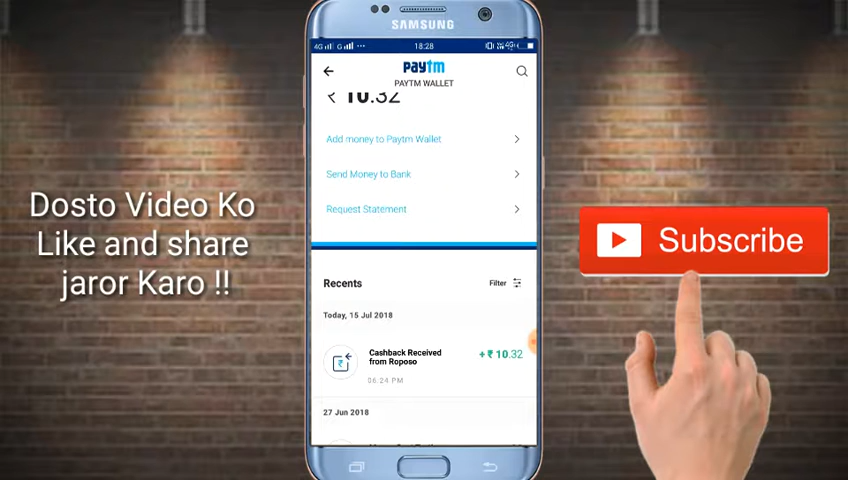 SAMSUNG
4G G 18:28 4G
paytm
PAYTM WALLET
₹ 10.32
Add money to Paytm Wallet
Send Money to Bank
Request Statement
Recents
Filter
Today, 15 Jul 2018
Cashback Received
from Roposo
+ ₹ 10.32
06.24 PM
27 Jun 2018
Dosto Video Ko
Like and share
jaror Karo !!
Subscribe